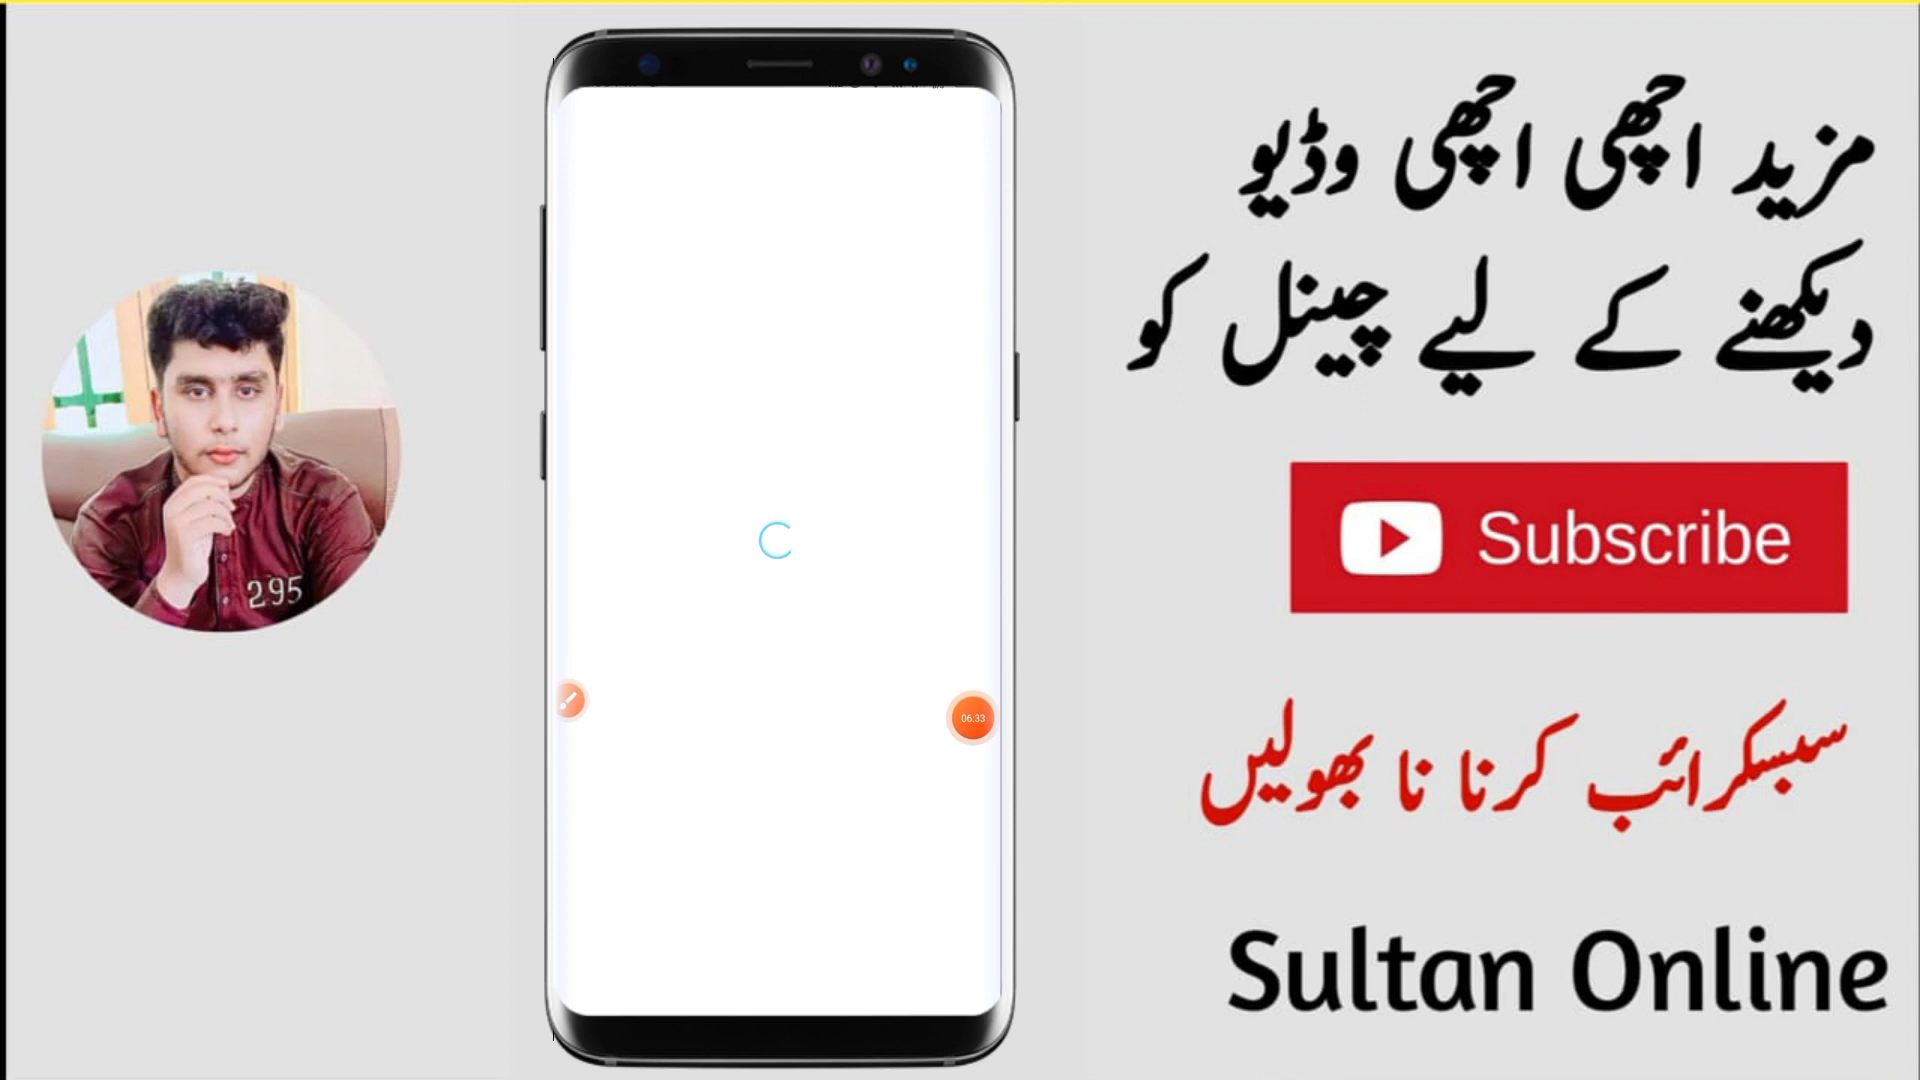 مزید اچھی اچھی وڈیو
دیکھنے کے لیے چینل کو
Subscribe
295
06:33
سبسکرائب کرنا نا بھولیں
Sultan Online